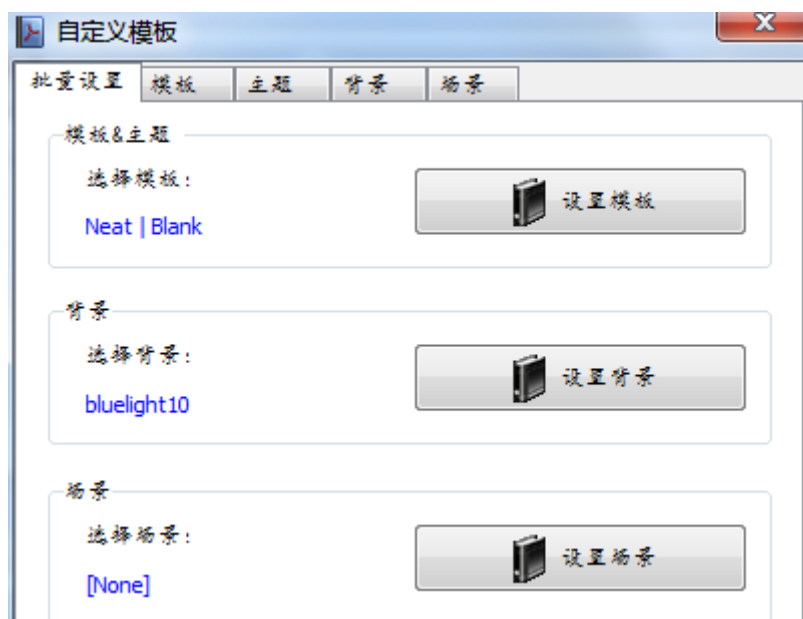 自定义模板
批量设置 模板 主题 背景 场景
模板&主题
选择模板:
设置模板
Neat | Blank
背景
选择背景:
设置背景
bluelight10
场景
选择场景:
设置场景
[None]